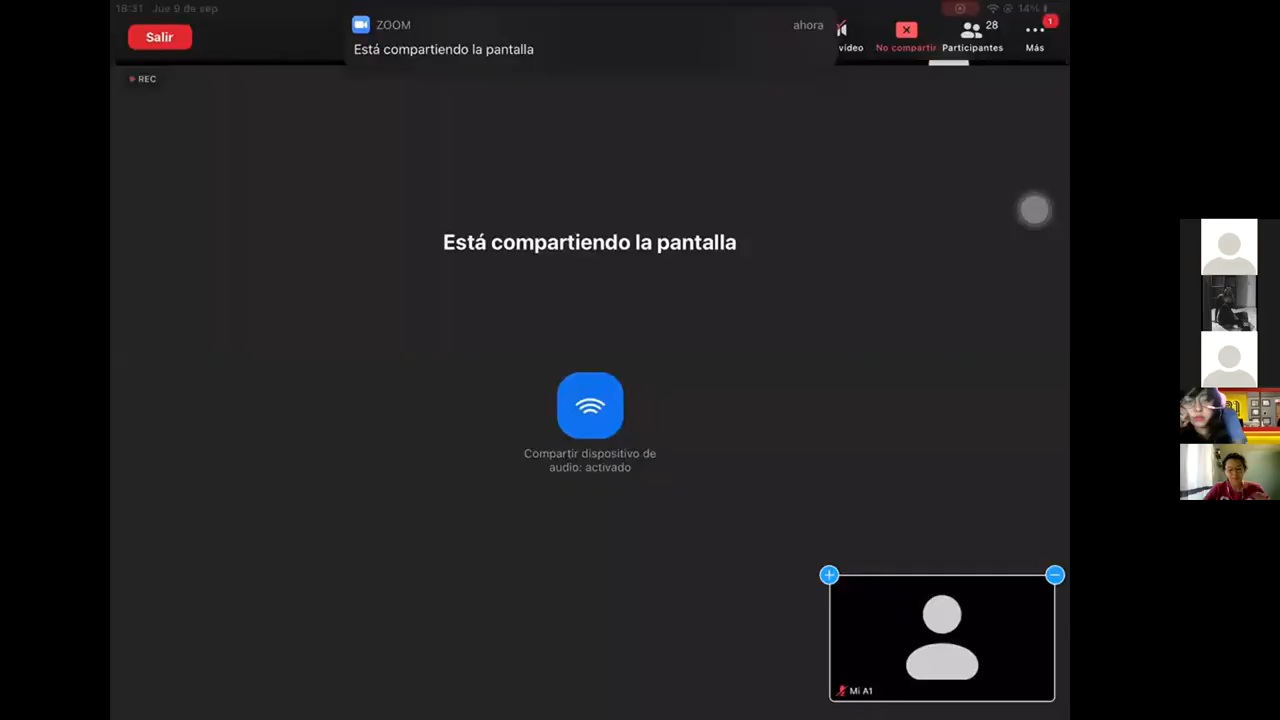 18:31 Jue 9 de sep
14%
Salir
ZOOM
ahora
Está compartiendo la pantalla
vídeo
No compartir
28
Participantes
1
Más
REC
Está compartiendo la pantalla
Compartir dispositivo de
audio: activado
Mi A1